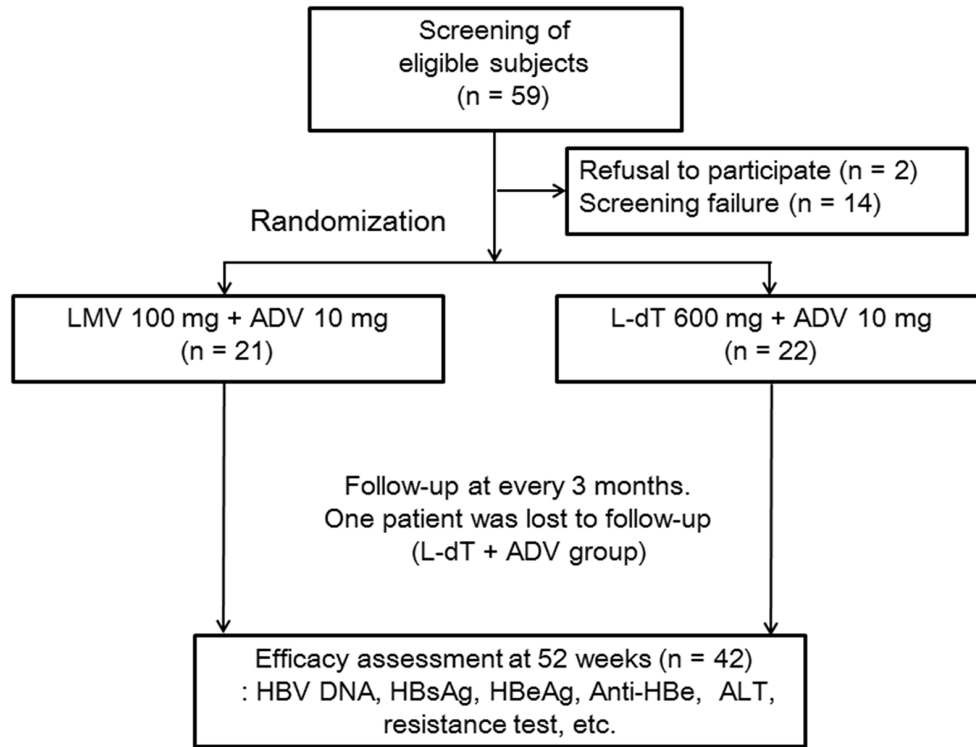 Screening of
eligible subjects
(n = 59)
Refusal to participate (n = 2)
Screening failure (n = 14)
Randomization
LMV 100 mg + ADV 10 mg
(n = 21)
L-dT 600 mg + ADV 10 mg
(n = 22)
Follow-up at every 3 months.
One patient was lost to follow-up
(L-dT + ADV group)
Efficacy assessment at 52 weeks (n = 42)
: HBV DNA, HBsAg, HBeAg, Anti-HBe, ALT,
resistance test, etc.